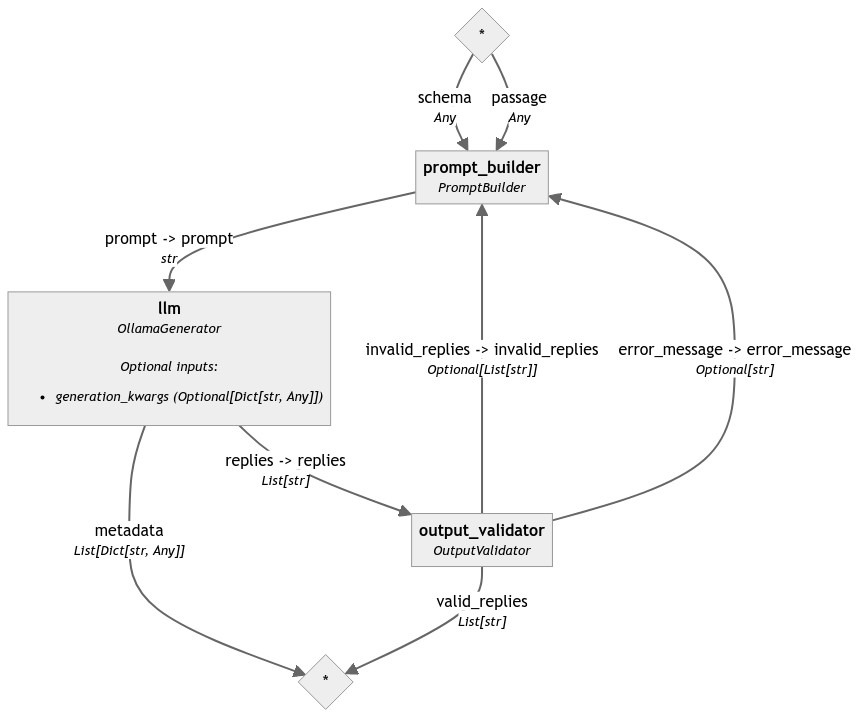 *
schema
Any
passage
Any
prompt_builder
PromptBuilder
prompt -> prompt
str
llm
OllamaGenerator
Optional inputs:
• generation_kwargs (Optional[Dict[str, Any]])
invalid_replies -> invalid_replies
Optional[List[str]]
error_message -> error_message
Optional[str]
replies -> replies
List[str]
metadata
List[Dict[str, Any]]
output_validator
OutputValidator
valid_replies
List[str]
*